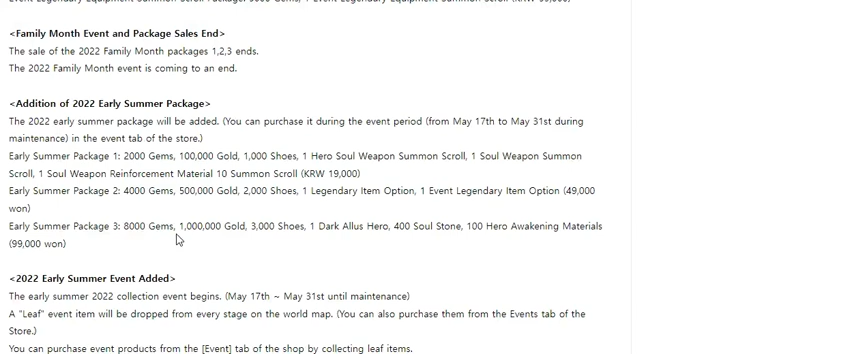 <Family Month Event and Package Sales End>
The sale of the 2022 Family Month packages 1,2,3 ends.
The 2022 Family Month event is coming to an end.
<Addition of 2022 Early Summer Package>
The 2022 early summer package will be added. (You can purchase it during the event period (from May 17th to May 31st during
maintenance) in the event tab of the store.)
Early Summer Package 1: 2000 Gems, 100,000 Gold, 1,000 Shoes, 1 Hero Soul Weapon Summon Scroll, 1 Soul Weapon Summon
Scroll, 1 Soul Weapon Reinforcement Material 10 Summon Scroll (KRW 19,000)
Early Summer Package 2: 4000 Gems, 500,000 Gold, 2,000 Shoes, 1 Legendary Item Option, 1 Event Legendary Item Option (49,000
won)
Early Summer Package 3: 8000 Gems, 1,000,000 Gold, 3,000 Shoes, 1 Dark Allus Hero, 400 Soul Stone, 100 Hero Awakening Materials
(99,000 won)
<2022 Early Summer Event Added>
The early summer 2022 collection event begins. (May 17th ~ May 31st until maintenance)
A "Leaf" event item will be dropped from every stage on the world map. (You can also purchase them from the Events tab of the
Store.)
You can purchase event products from the [Event] tab of the shop by collecting leaf items.